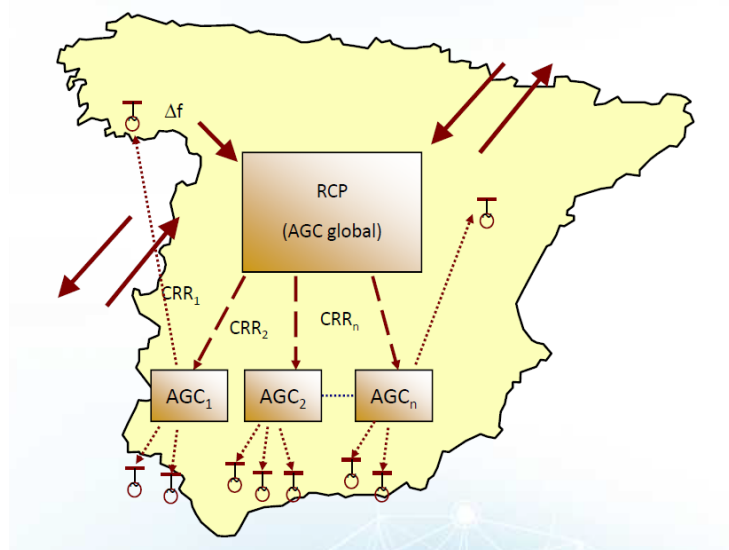 Δf
RCP
(AGC global)
CRR₁
CRR₂
CRRₙ
AGC₁
AGC₂
AGCₙ